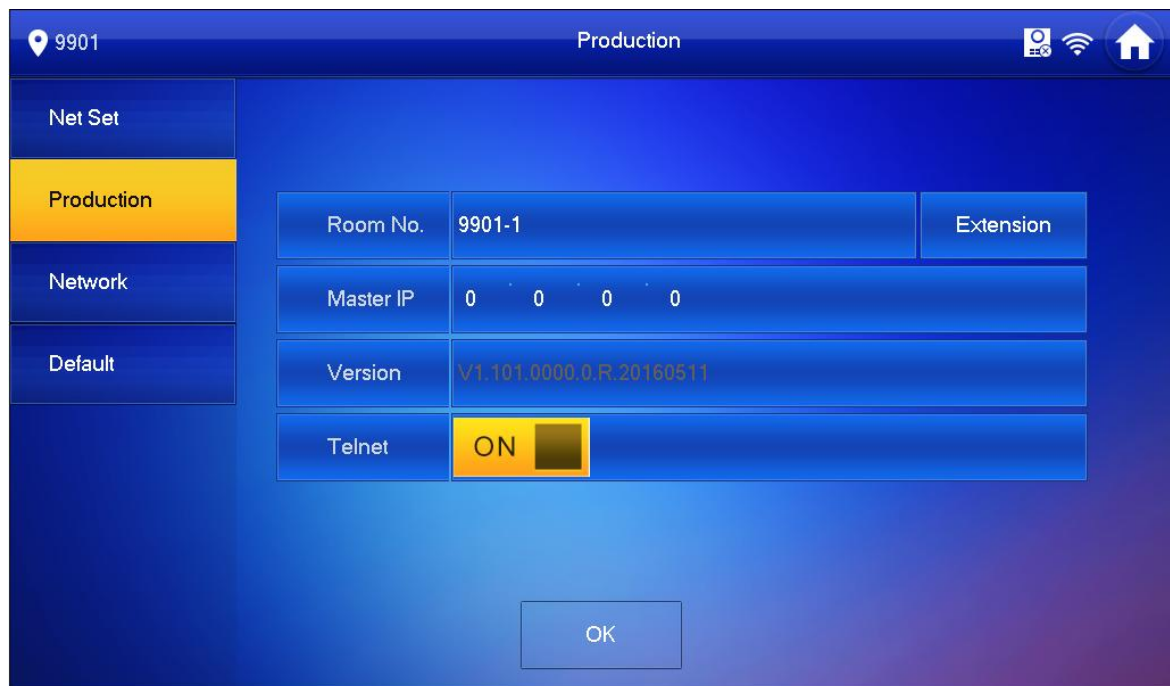 9901
Production
Net Set
Production
Network
Default
Room No. 9901-1 Extension
Master IP 0 . 0 . 0 . 0
Version V1.101.0000.0.R.20160511
Telnet ON
OK